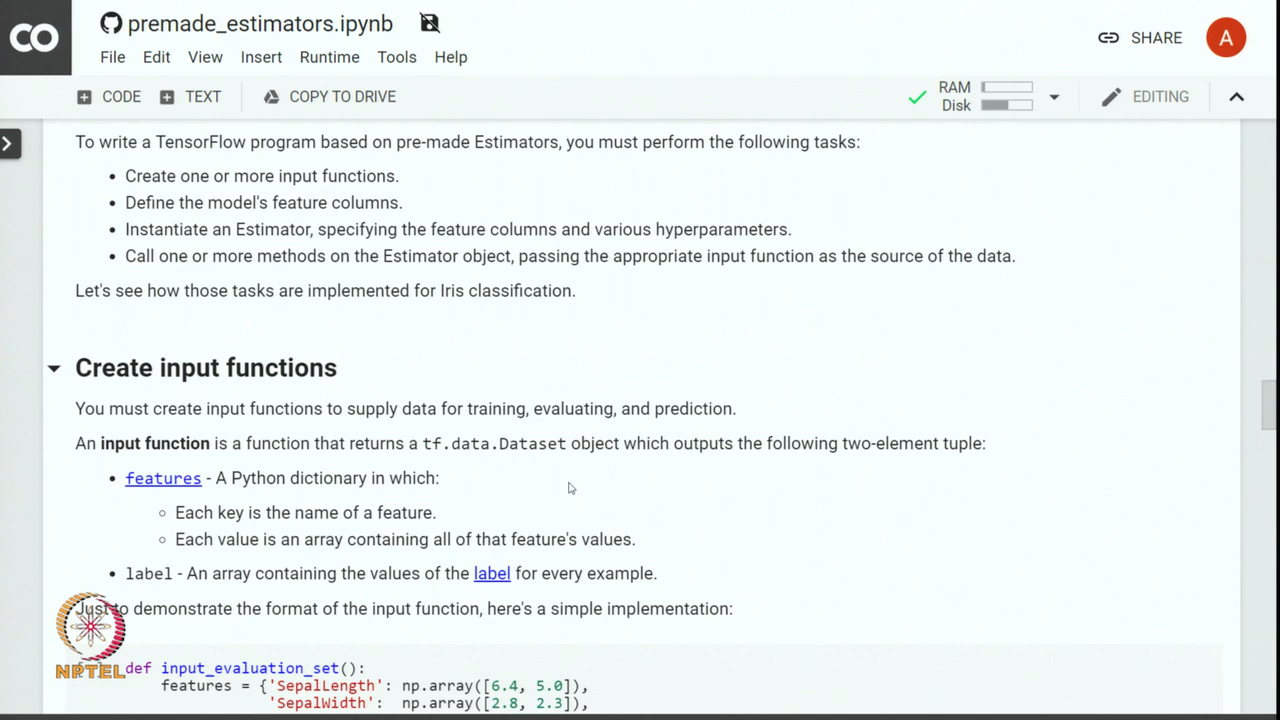 CO premade_estimators.ipynb
File Edit View Insert Runtime Tools Help
SHARE A
CODE TEXT COPY TO DRIVE RAM Disk EDITING
To write a TensorFlow program based on pre-made Estimators, you must perform the following tasks:
• Create one or more input functions.
• Define the model's feature columns.
• Instantiate an Estimator, specifying the feature columns and various hyperparameters.
• Call one or more methods on the Estimator object, passing the appropriate input function as the source of the data.
Let's see how those tasks are implemented for Iris classification.
Create input functions
You must create input functions to supply data for training, evaluating, and prediction.
An input function is a function that returns a tf.data.Dataset object which outputs the following two-element tuple:
• features - A Python dictionary in which:
○ Each key is the name of a feature.
○ Each value is an array containing all of that feature's values.
• label - An array containing the values of the label for every example.
Just to demonstrate the format of the input function, here's a simple implementation:
NPTEL
def input_evaluation_set():
features = {'SepalLength': np.array([6.4, 5.0]),
'SepalWidth': np.array([2.8, 2.3]),